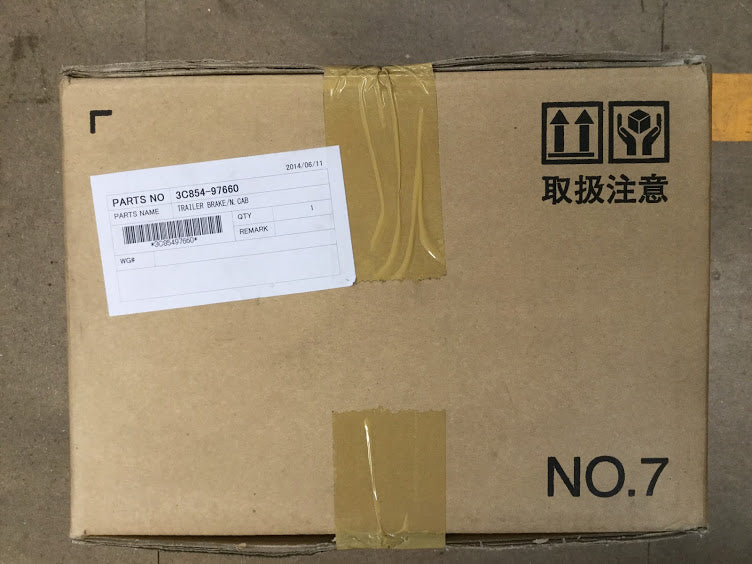 2014/06/11
PARTS NO 3C854-97660
PARTS NAME TRAILER BRAKE/N.CAB
QTY 1
*3C85497660*
REMARK
WG#
取扱注意
NO.7